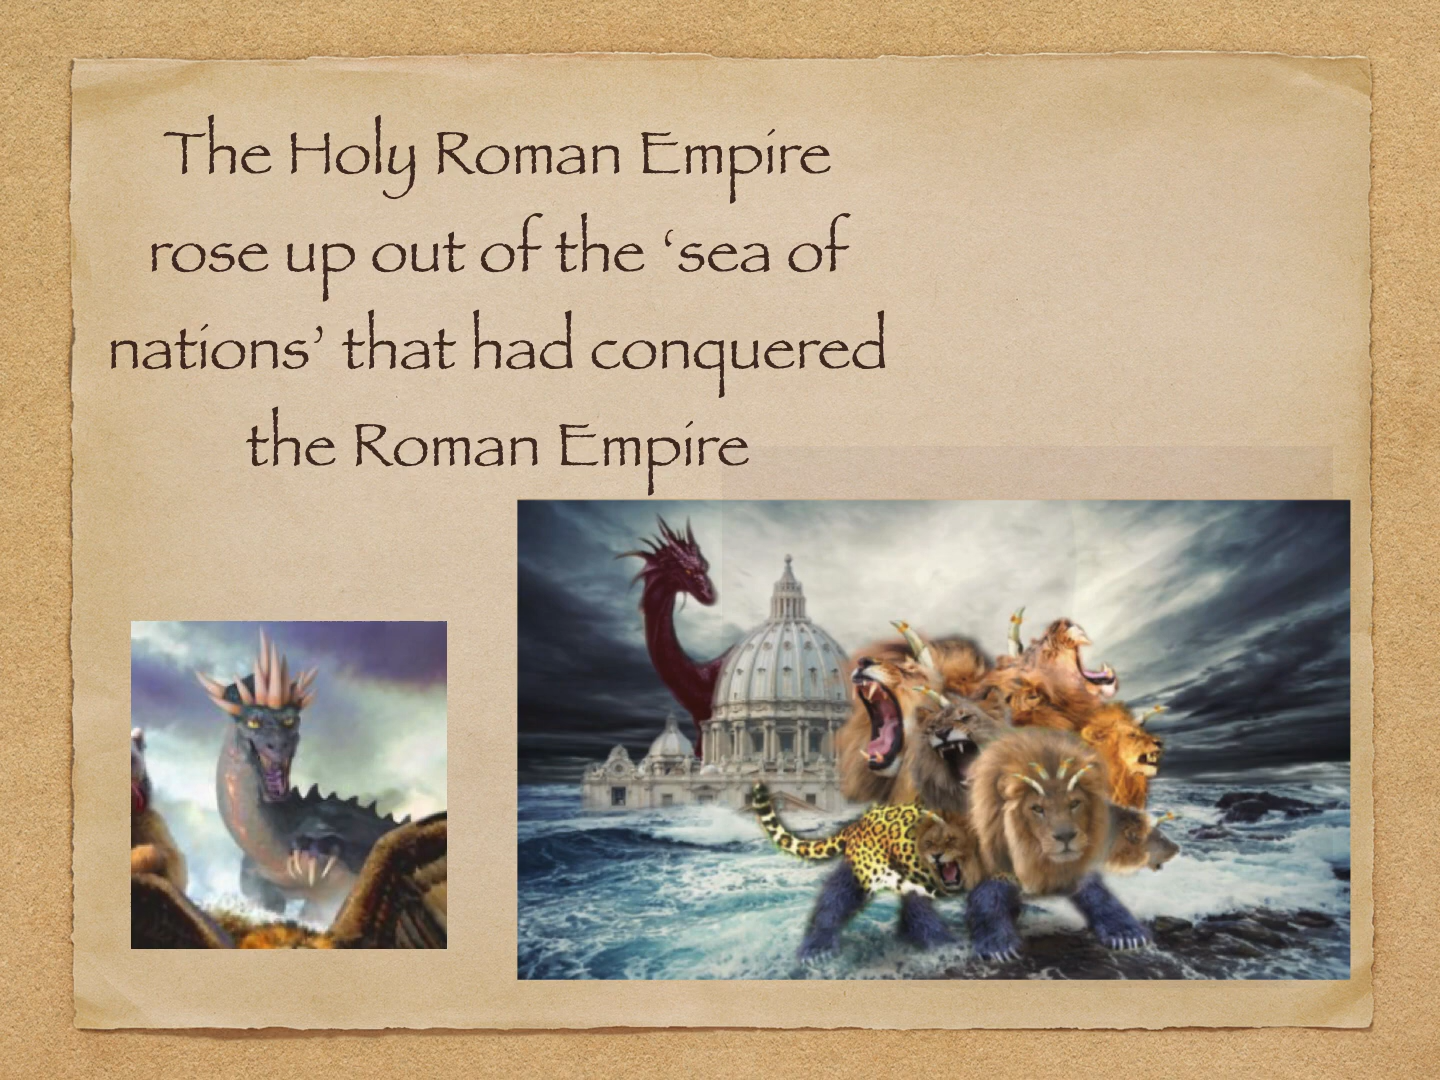 The Holy Roman Empire
rose up out of the ‘sea of
nations’ that had conquered
the Roman Empire